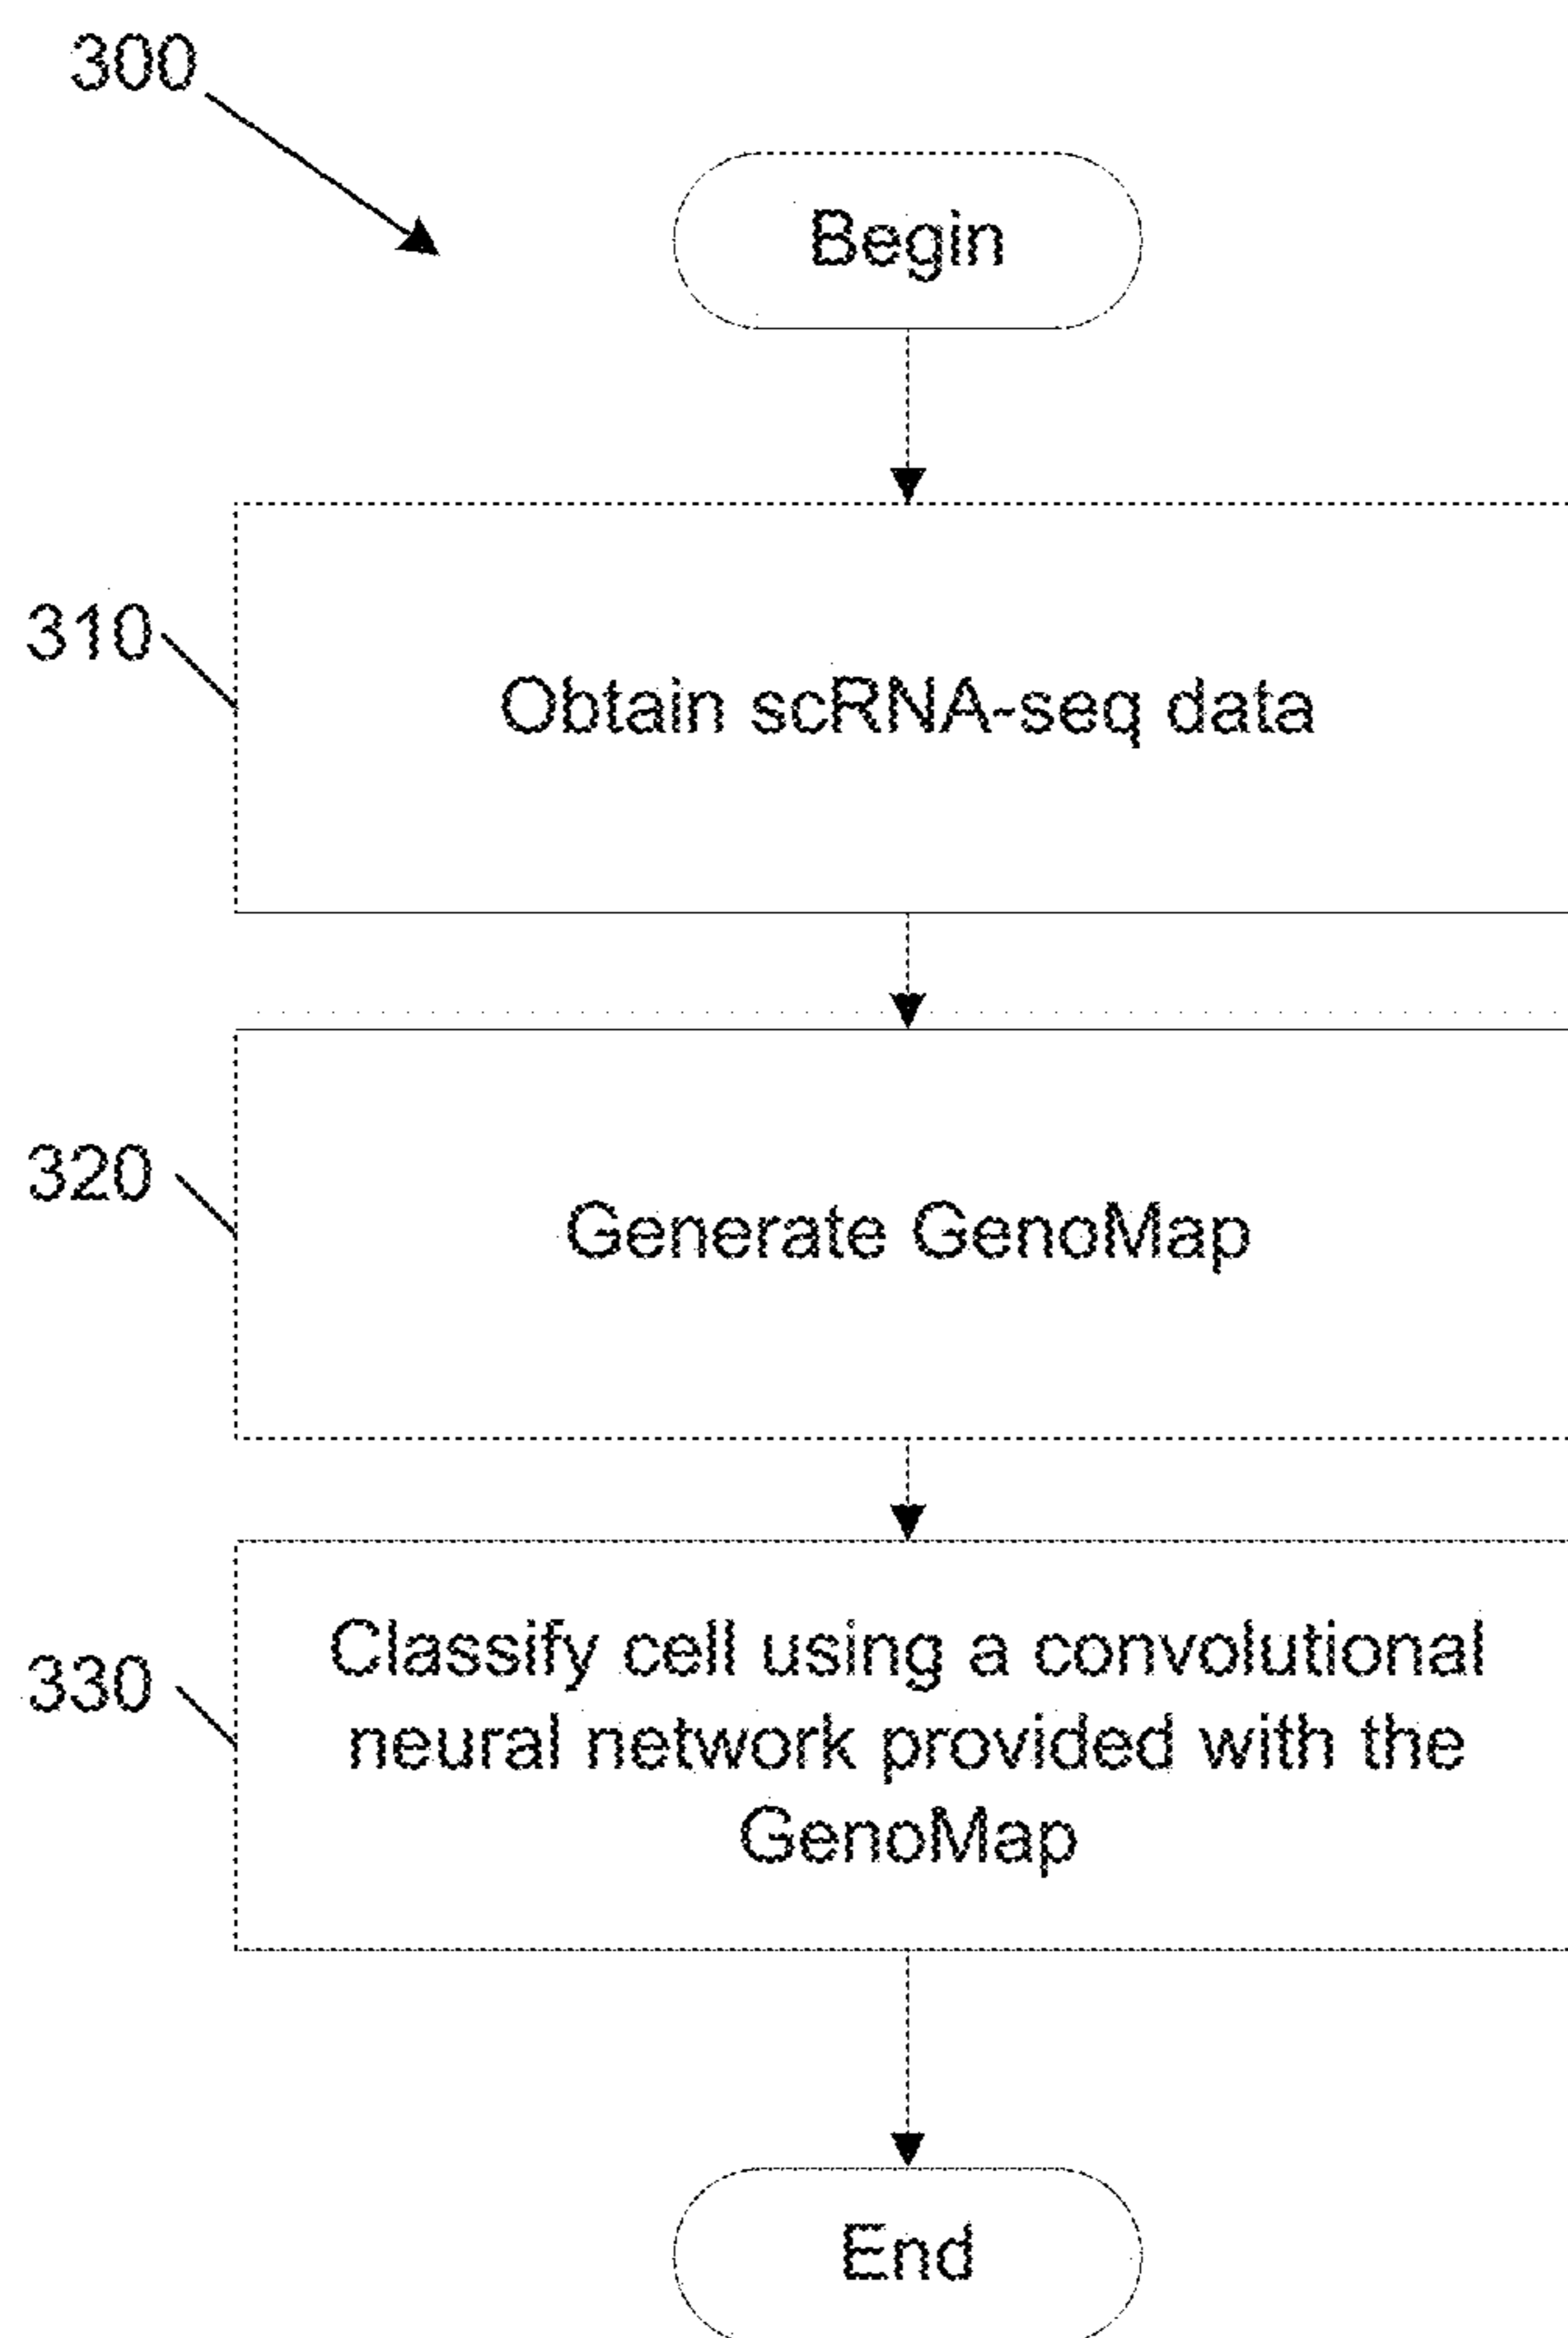 300
Begin
310
Obtain scRNA-seq data
320
Generate GenoMap
330
Classify cell using a convolutional
neural network provided with the
GenoMap
End